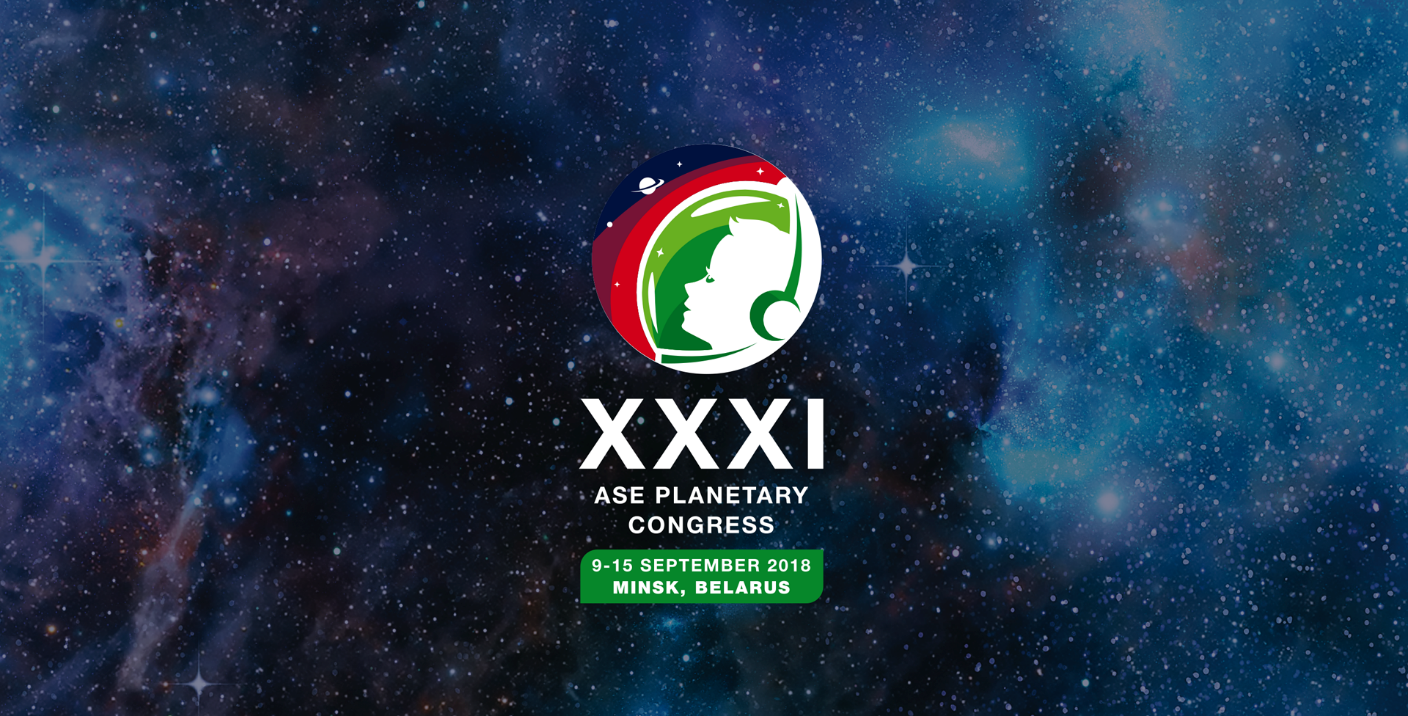 XXXI
ASE PLANETARY
CONGRESS
9-15 SEPTEMBER 2018
MINSK, BELARUS